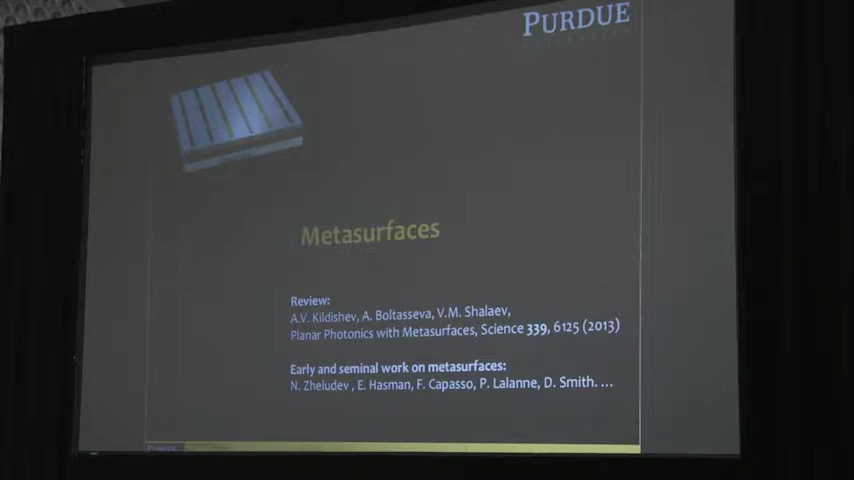 PURDUE
Metasurfaces
Review:
A.V. Kildishev, A. Boltasseva, V.M. Shalaev,
Planar Photonics with Metasurfaces, Science 339, 6125 (2013)
Early and seminal work on metasurfaces:
N. Zheludev , E. Hasman, F. Capasso, P. Lalanne, D. Smith. ...